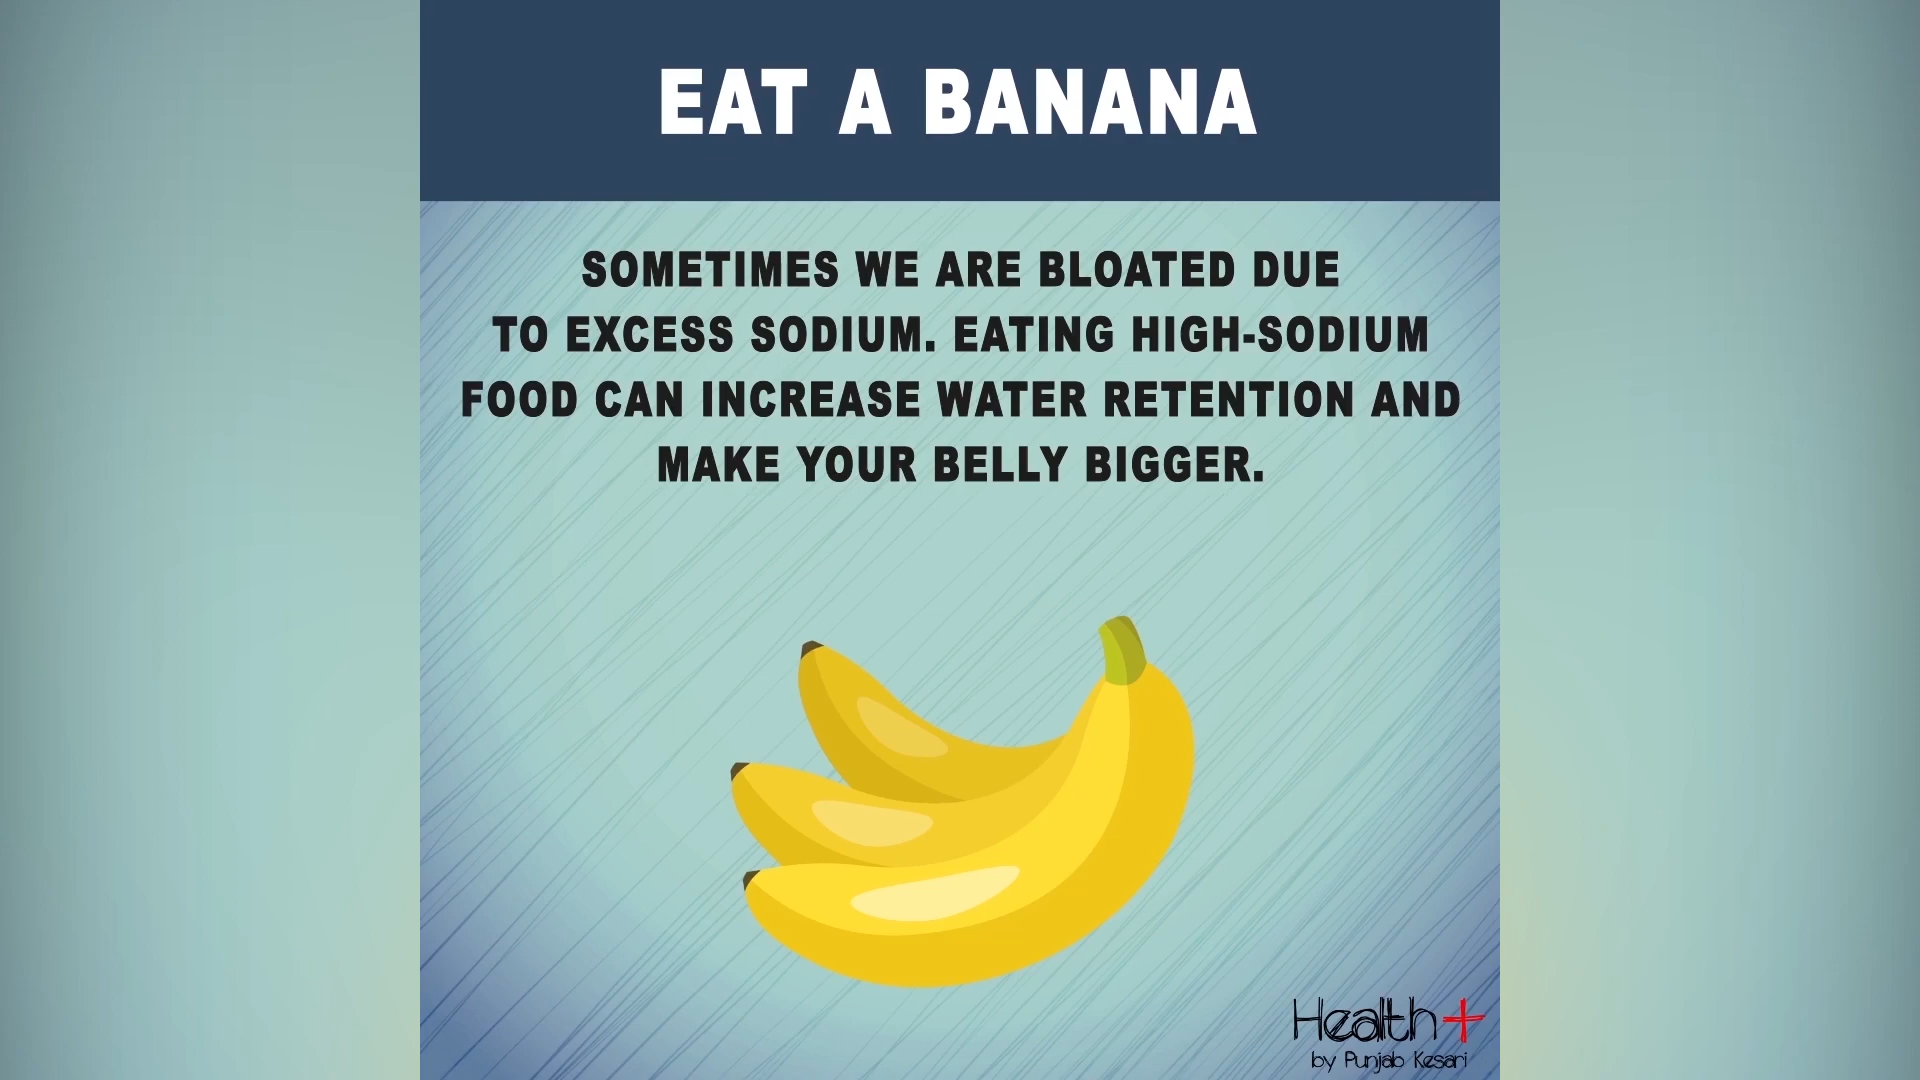 EAT A BANANA
SOMETIMES WE ARE BLOATED DUE
TO EXCESS SODIUM. EATING HIGH-SODIUM
FOOD CAN INCREASE WATER RETENTION AND
MAKE YOUR BELLY BIGGER.
Health+
by Punjab Kesari